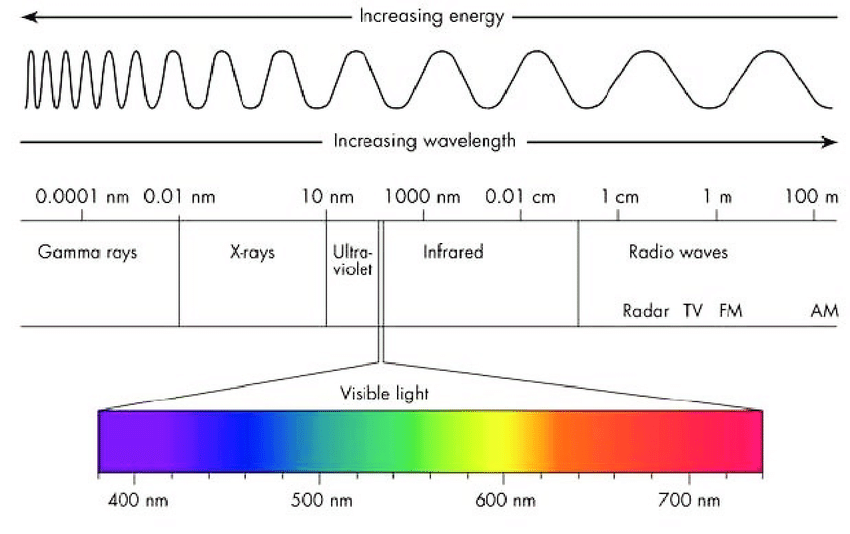 Increasing energy
Increasing wavelength
0.0001 nm 0.01 nm 10 nm 1000 nm 0.01 cm 1 cm 1 m 100 m
Gamma rays X-rays Ultra- Infrared Radio waves
violet
Radar TV FM AM
Visible light
400 nm 500 nm 600 nm 700 nm